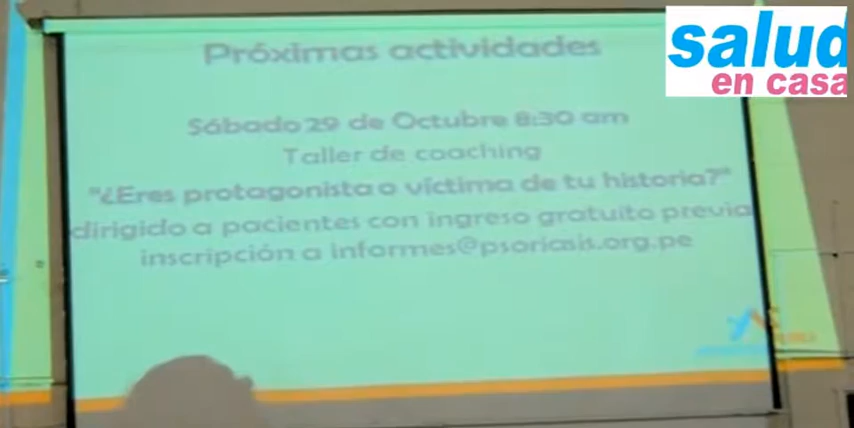 salud
en casa
Próximas actividades
Sábado 29 de Octubre 8:30 am
Taller de coaching
"¿Eres protagonista o víctima de tu historia?"
dirigido a pacientes con ingreso gratuito previa
inscripción a informes@psoriasis.org.pe